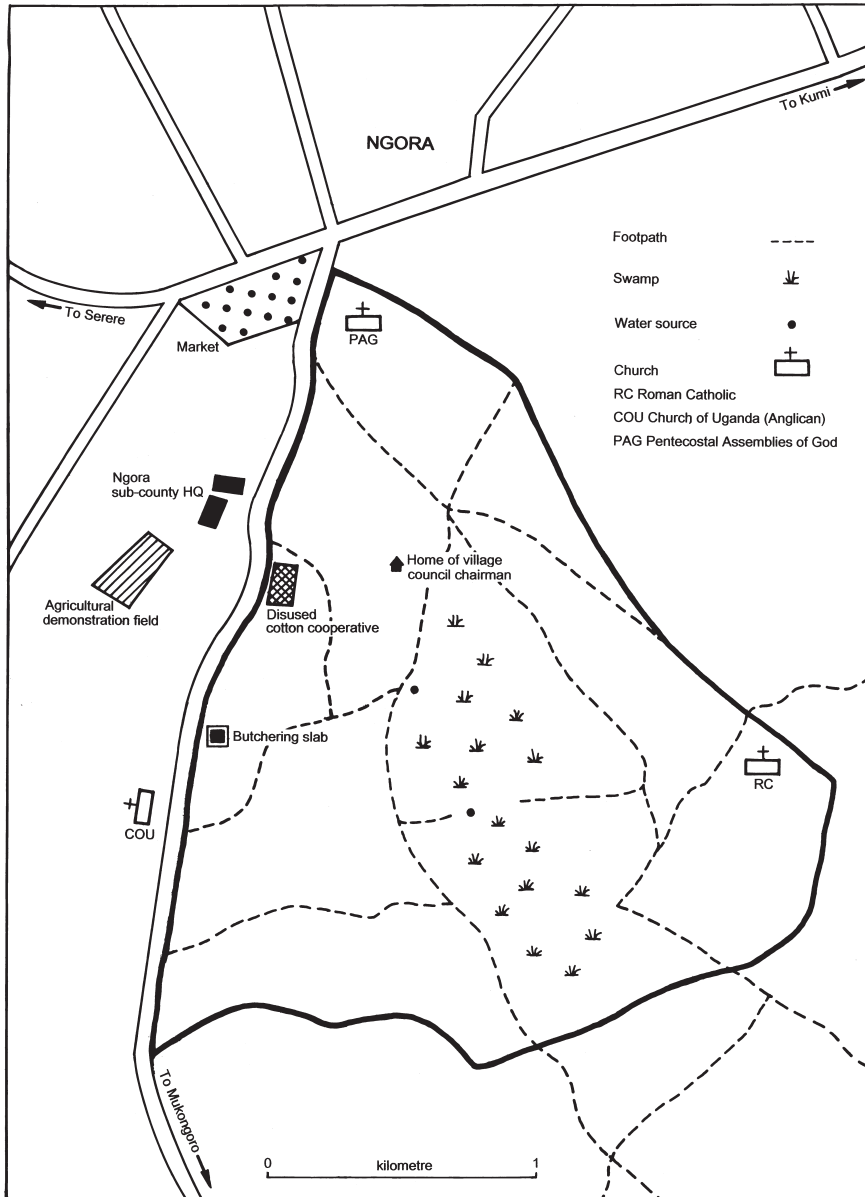 To Kumi
NGORA
Footpath
Swamp
To Serere
Water source
Market
PAG
Church
RC Roman Catholic
COU Church of Uganda (Anglican)
PAG Pentecostal Assemblies of God
Ngora
sub-county HQ
Home of village
council chairman
Agricultural
demonstration field
Disused
cotton cooperative
Butchering slab
RC
COU
To Mukongoro
0 kilometre 1